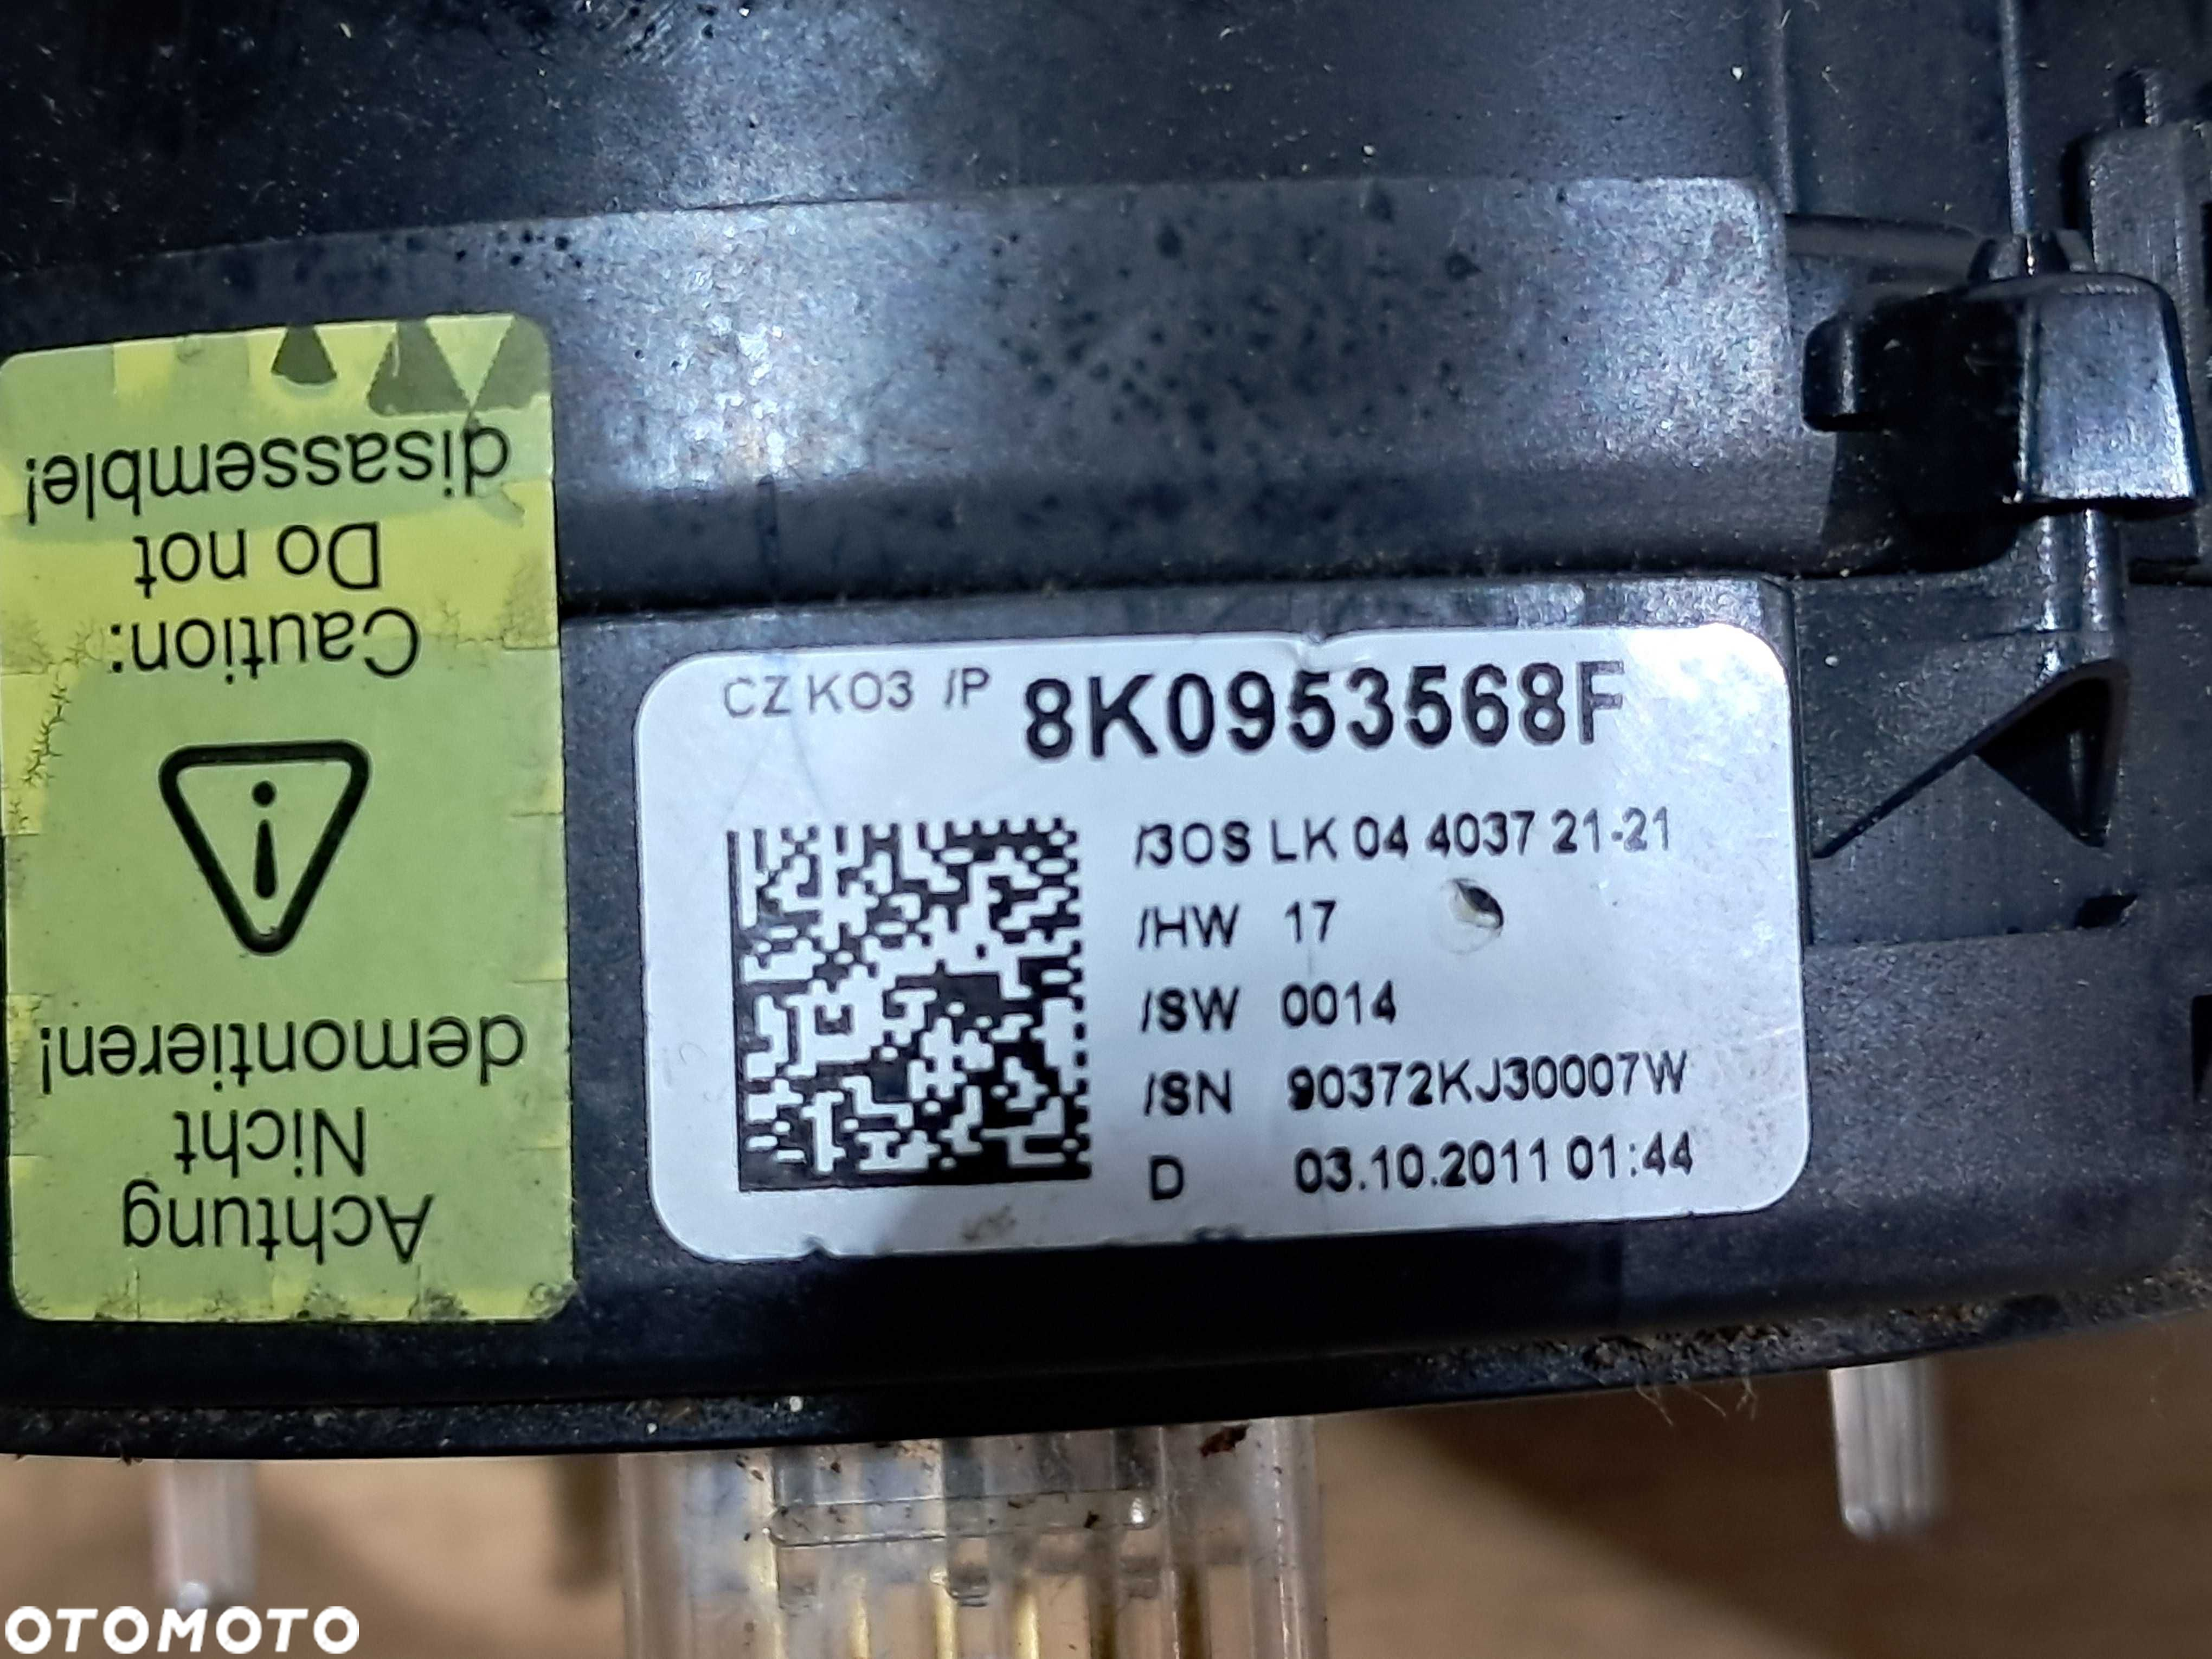 Achtung
Nicht
demontieren!
Caution:
Do not
disassemble!
CZ KO3 /P 8K0953568F
/3OS LK 04 4037 21-21
/HW 17
/SW 0014
/SN 90372KJ30007W
D 03.10.2011 01:44
OTOMOTO